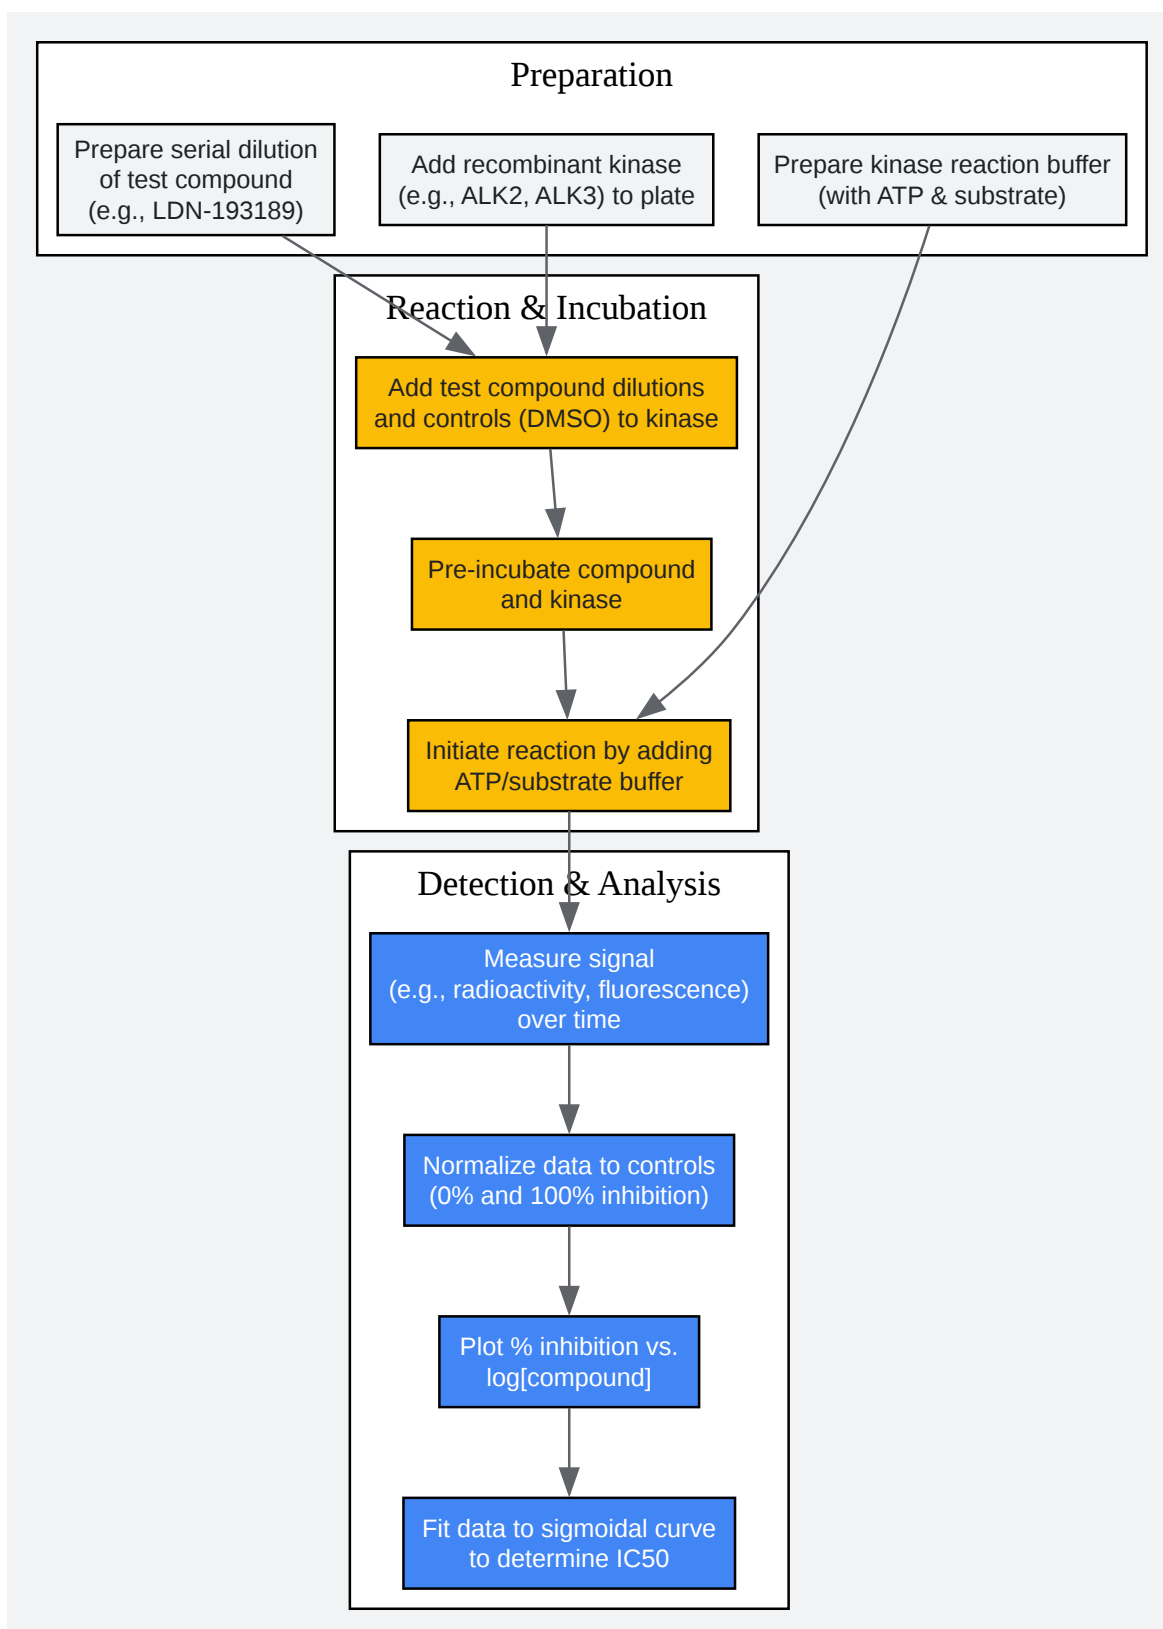 Preparation
Prepare serial dilution
of test compound
(e.g., LDN-193189)
Add recombinant kinase
(e.g., ALK2, ALK3) to plate
Prepare kinase reaction buffer
(with ATP & substrate)
Reaction & Incubation
Add test compound dilutions
and controls (DMSO) to kinase
Pre-incubate compound
and kinase
Initiate reaction by adding
ATP/substrate buffer
Detection & Analysis
Measure signal
(e.g., radioactivity, fluorescence)
over time
Normalize data to controls
(0% and 100% inhibition)
Plot % inhibition vs.
log[compound]
Fit data to sigmoidal curve
to determine IC50